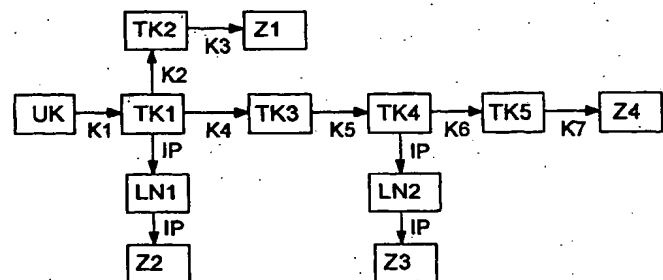 TK2 K3 Z1
K2
UK K1 TK1 K4 TK3 K5 TK4 K6 TK5 K7 Z4
IP IP
LN1 LN2
IP IP
Z2 Z3